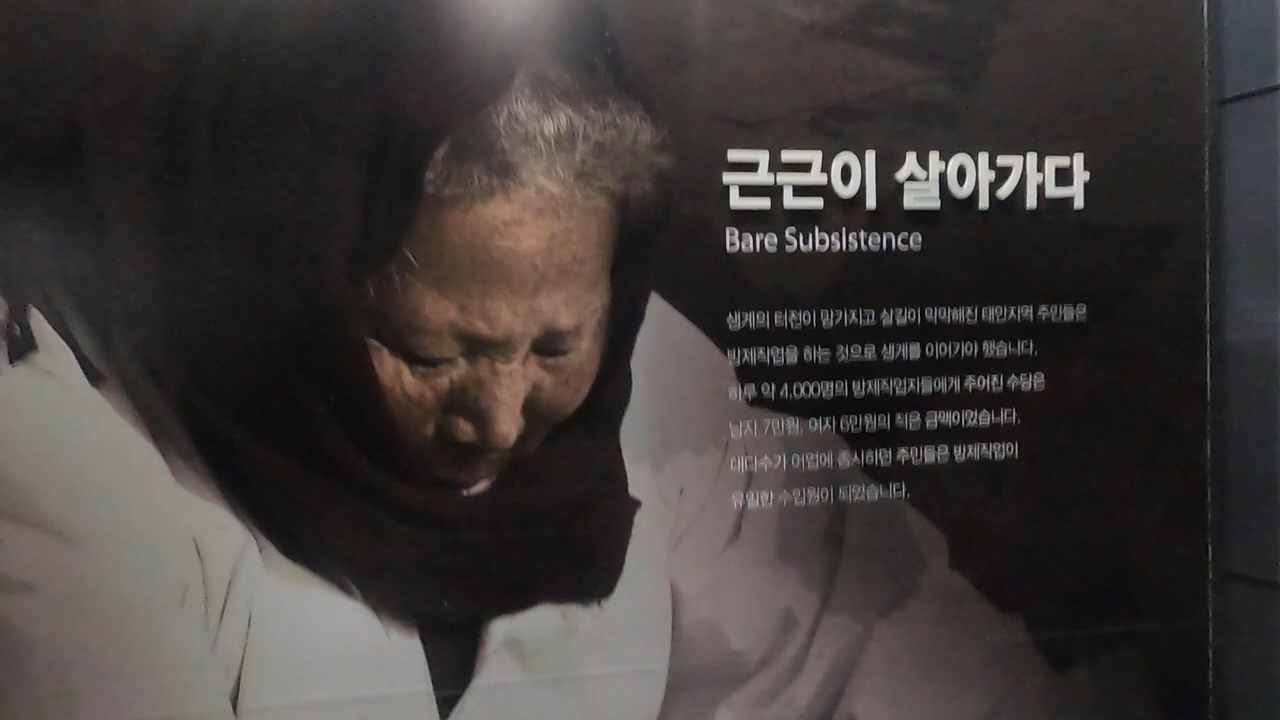 근근이 살아가다
Bare Subsistence
생계의 터전이 망가지고 살길이 막막해진 태안지역 주민들은
방제작업을 하는 것으로 생계를 이어가야 했습니다.
하루 약 4,000명의 방제작업자들에게 주어진 수당은
남자 7만원, 여자 6만원의 적은 금액이었습니다.
대다수가 어업에 종사하던 주민들은 방제작업이
유일한 수입원이 되었습니다.